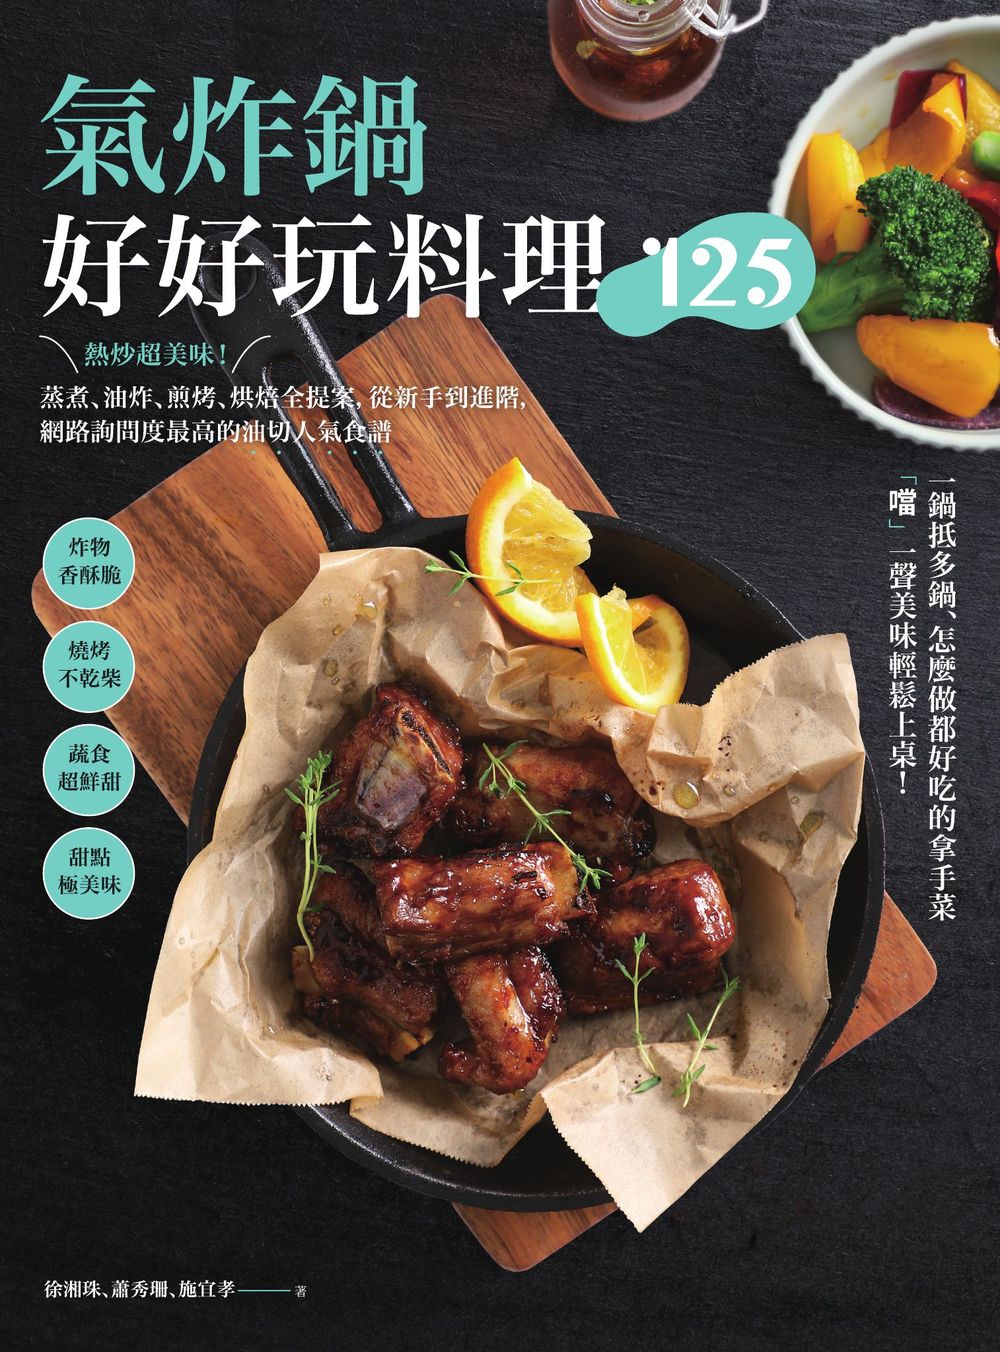 氣炸鍋
好好玩料理 125
熱炒超美味!
蒸煮、油炸、煎烤、烘焙全提案,從新手到進階,
網路詢問度最高的油切人氣食譜
一鍋抵多鍋、怎麼做都好吃的拿手菜
「噹」一聲美味輕鬆上桌!
炸物
香酥脆
燒烤
不乾柴
蔬食
超鮮甜
甜點
極美味
徐湘珠、蕭秀珊、施宜孝——著